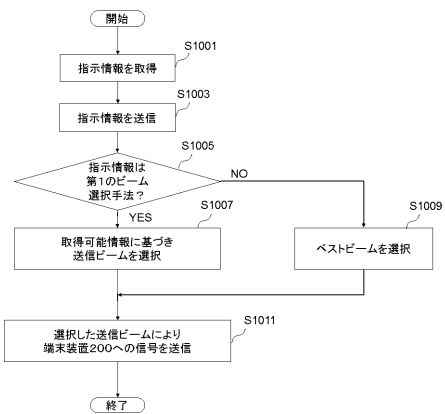 開始
S1001
指示情報を取得
S1003
指示情報を送信
S1005
指示情報は
第1のビーム
選択手法?
NO
YES
S1007
取得可能情報に基づき
送信ビームを選択
S1009
ベストビームを選択
S1011
選択した送信ビームにより
端末装置200への信号を送信
終了